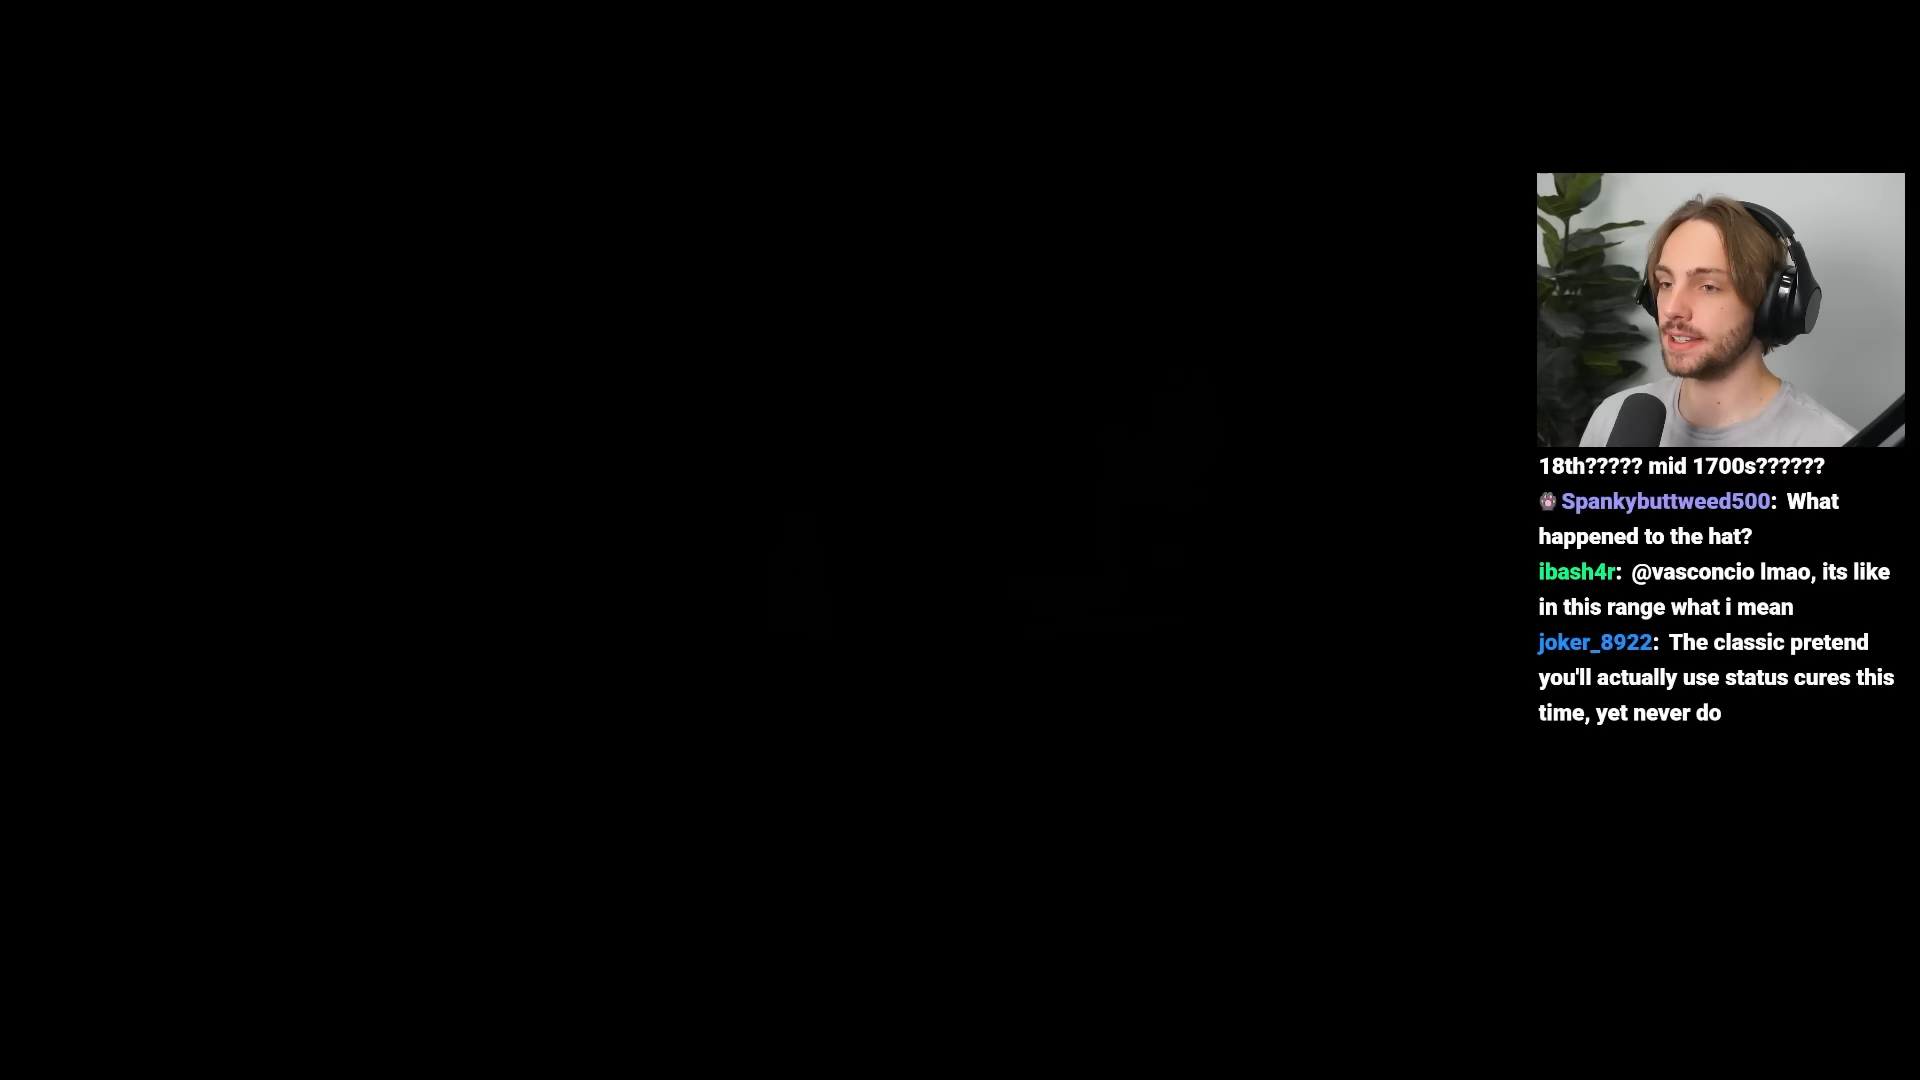 18th????? mid 1700s??????
Spankybuttweed500: What
happened to the hat?
ibash4r: @vasconcio lmao, its like
in this range what i mean
joker_8922: The classic pretend
you'll actually use status cures this
time, yet never do